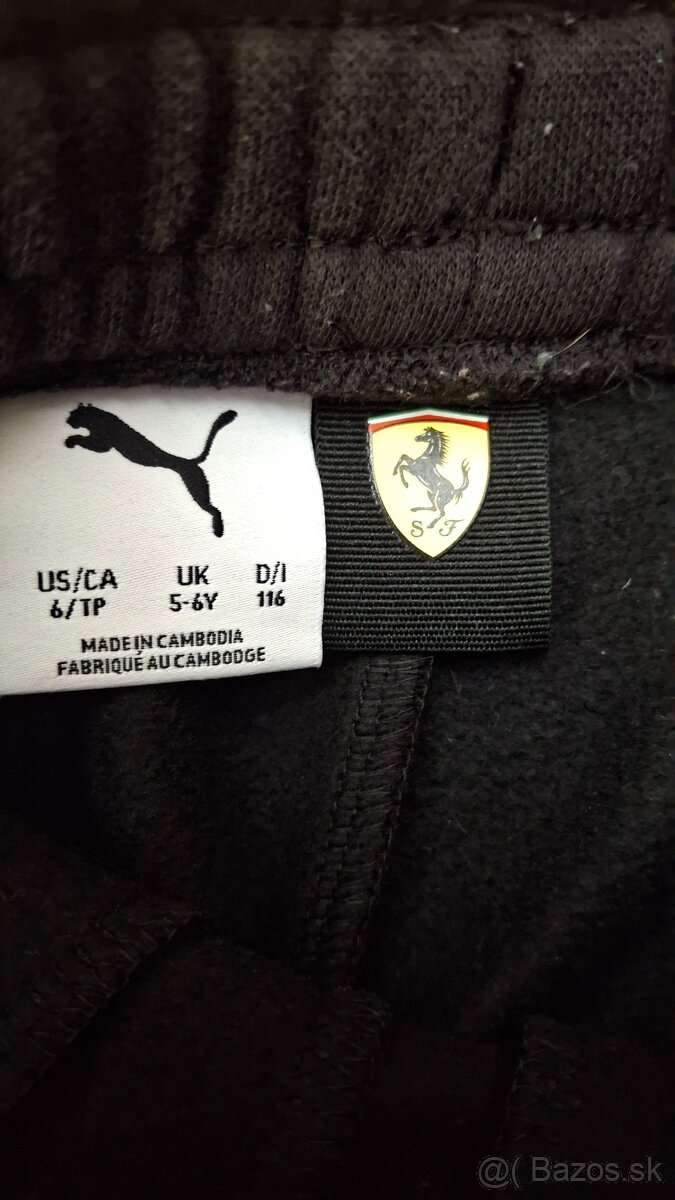 US/CA UK D/I
6/TP 5-6Y 116
MADE IN CAMBODIA
FABRIQUÉ AU CAMBODGE
S F
@( Bazos.sk